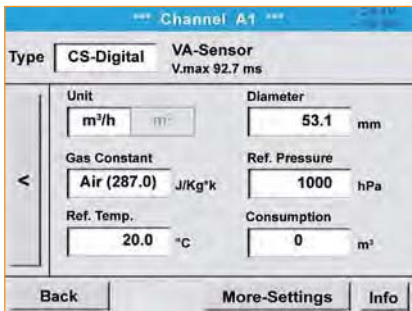 *** Channel A1 ***
Type CS-Digital VA-Sensor
V.max 92.7 ms
Unit Diameter
m³/h m³ 53.1 mm
Gas Constant Ref. Pressure
< Air (287.0) J/Kg*k 1000 hPa
Ref. Temp. Consumption
20.0 °C 0 m³
Back More-Settings Info